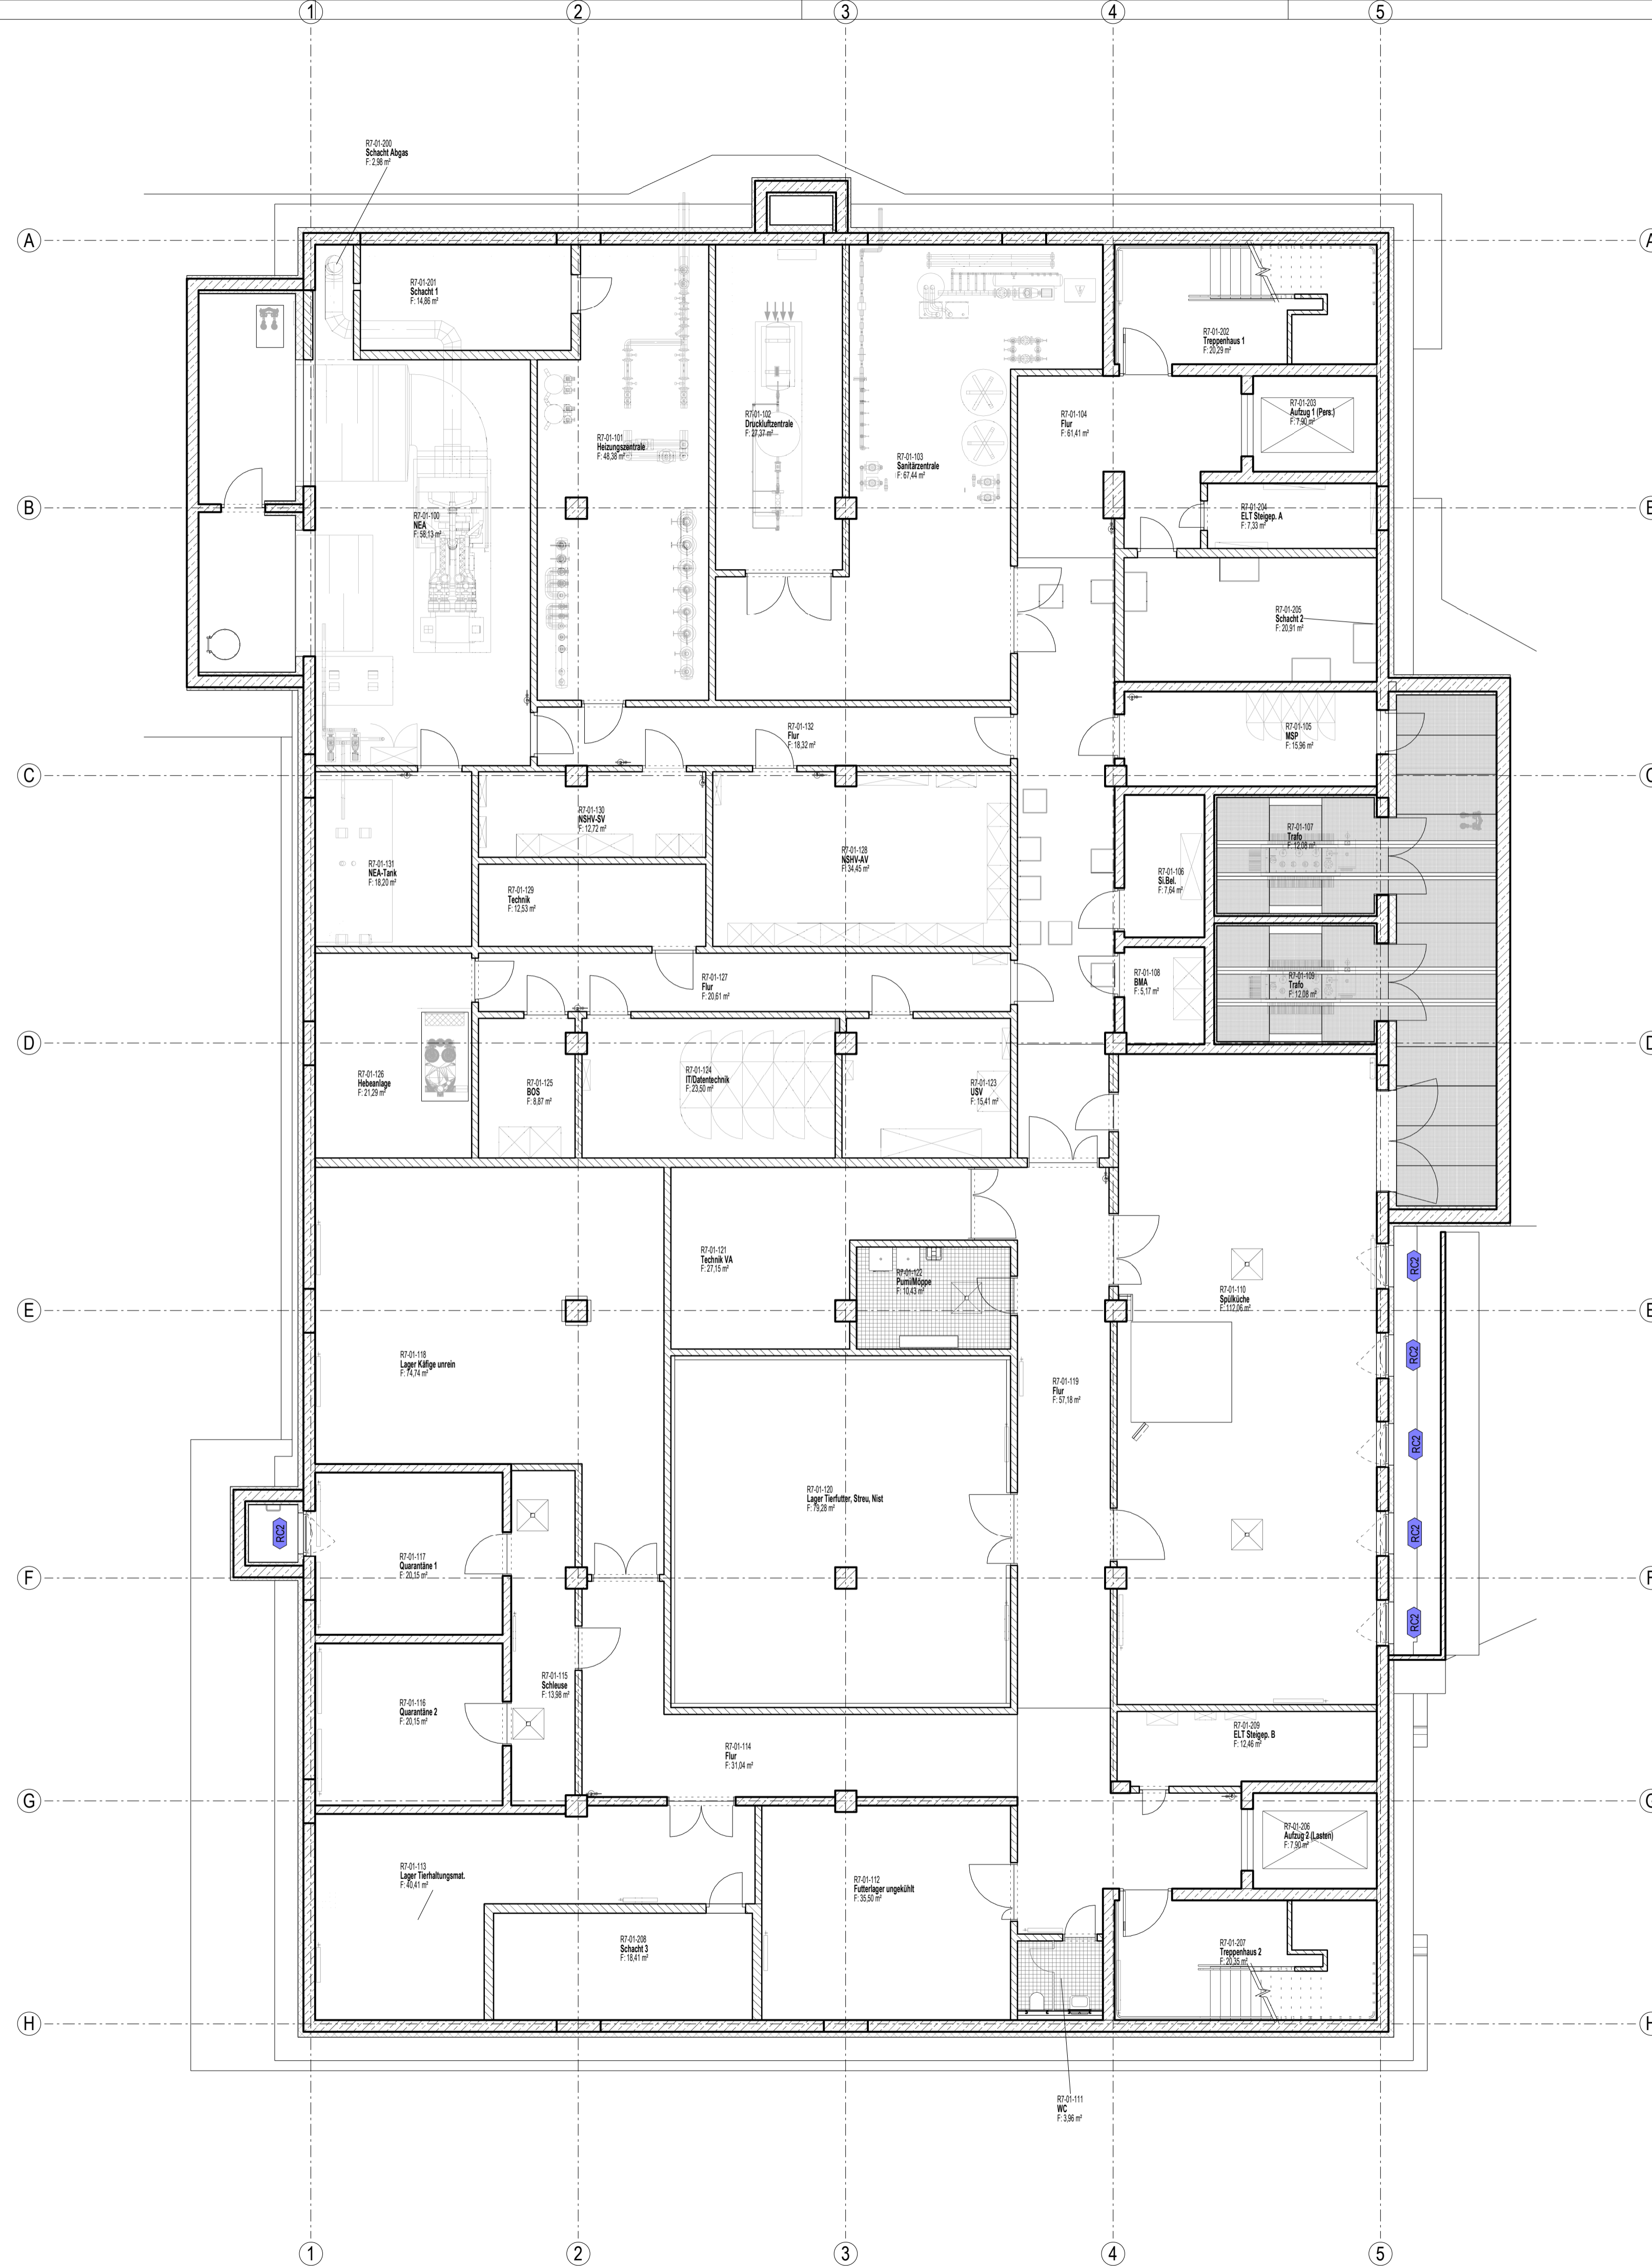 1
2
3
4
5
R7-01-200
Schacht Abgas
F: 2,98 m²
A
A
R7-01-201
Schacht 1
F: 14,86 m²
R7-01-202
Treppenhaus 1
F: 20,29 m²
R7-01-203
Aufzug 1 (Pers.)
F: 7,90 m²
R7-01-102
Druckluftzentrale
F: 27,37 m²
R7-01-104
Flur
F: 61,41 m²
R7-01-101
Heizungszentrale
F: 48,38 m²
R7-01-103
Sanitärzentrale
F: 67,44 m²
B
B
R7-01-100
NEA
F: 58,13 m²
R7-01-204
ELT Steigep. A
F: 7,33 m²
R7-01-205
Schacht 2
F: 20,91 m²
R7-01-132
Flur
F: 18,32 m²
R7-01-105
MSP
F: 15,96 m²
C
C
R7-01-130
NSHV-SV
F: 12,72 m²
R7-01-107
Trafo
F: 12,08 m²
R7-01-128
NSHV-AV
F: 34,45 m²
R7-01-131
NEA-Tank
F: 18,20 m²
R7-01-106
Si.Bel.
F: 7,64 m²
R7-01-129
Technik
F: 12,53 m²
R7-01-127
Flur
F: 20,61 m²
R7-01-108
BMA
F: 5,17 m²
R7-01-109
Trafo
F: 12,08 m²
D
D
R7-01-126
Hebeanlage
F: 21,29 m²
R7-01-125
BOS
F: 8,87 m²
R7-01-124
IT/Datentechnik
F: 23,50 m²
R7-01-123
USV
F: 15,41 m²
R7-01-121
Technik VA
F: 27,15 m²
R7-01-122
Pumi/Möppe
F: 10,43 m²
RC2
R7-01-110
Spülküche
F: 112,06 m²
E
E
R7-01-118
Lager Käfige unrein
F: 74,74 m²
RC2
R7-01-119
Flur
F: 57,18 m²
RC2
R7-01-120
Lager Tierfutter, Streu, Nist
F: 79,28 m²
RC2
RC2
R7-01-117
Quarantäne 1
F: 20,15 m²
F
F
RC2
R7-01-115
Schleuse
F: 13,98 m²
R7-01-116
Quarantäne 2
F: 20,15 m²
R7-01-114
Flur
F: 31,04 m²
R7-01-209
ELT Steigep. B
F: 12,46 m²
G
G
R7-01-206
Aufzug 2 (Lasten)
F: 7,90 m²
R7-01-113
Lager Tierhaltungsmat.
F: 40,41 m²
R7-01-112
Futterlager ungekühlt
F: 35,50 m²
R7-01-208
Schacht 3
F: 18,41 m²
R7-01-207
Treppenhaus 2
F: 20,35 m²
H
H
R7-01-111
WC
F: 3,96 m²
1
2
3
4
5